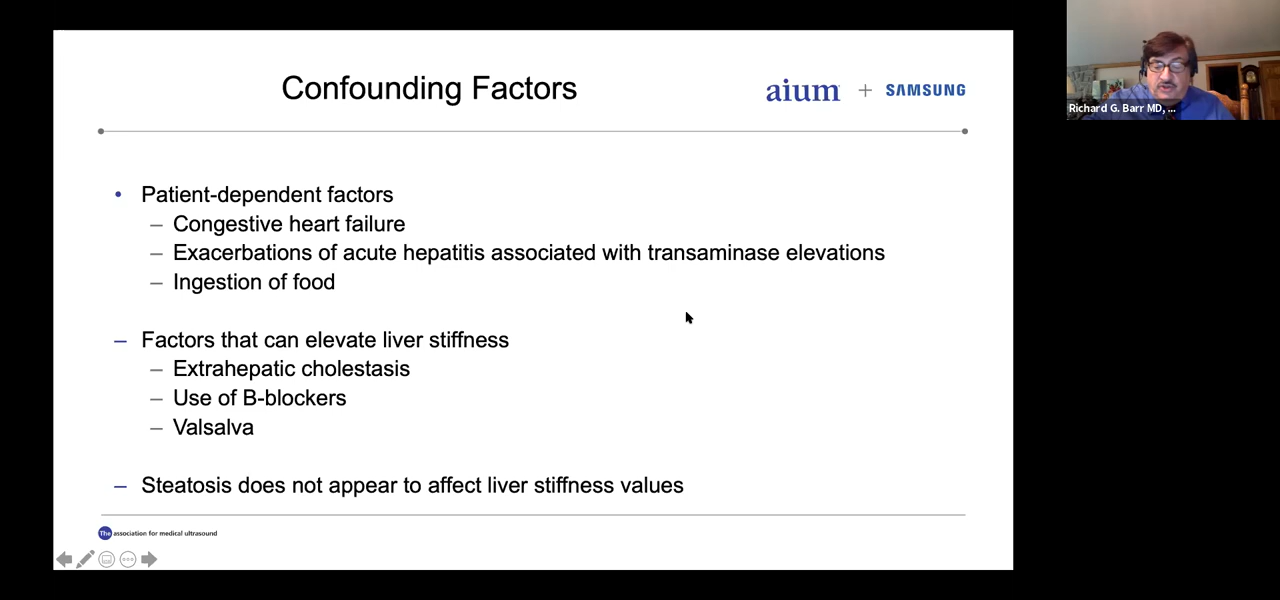 Confounding Factors
aium + SAMSUNG
Richard G. Barr MD, ...
• Patient-dependent factors
– Congestive heart failure
– Exacerbations of acute hepatitis associated with transaminase elevations
– Ingestion of food
– Factors that can elevate liver stiffness
– Extrahepatic cholestasis
– Use of B-blockers
– Valsalva
– Steatosis does not appear to affect liver stiffness values
The association for medical ultrasound